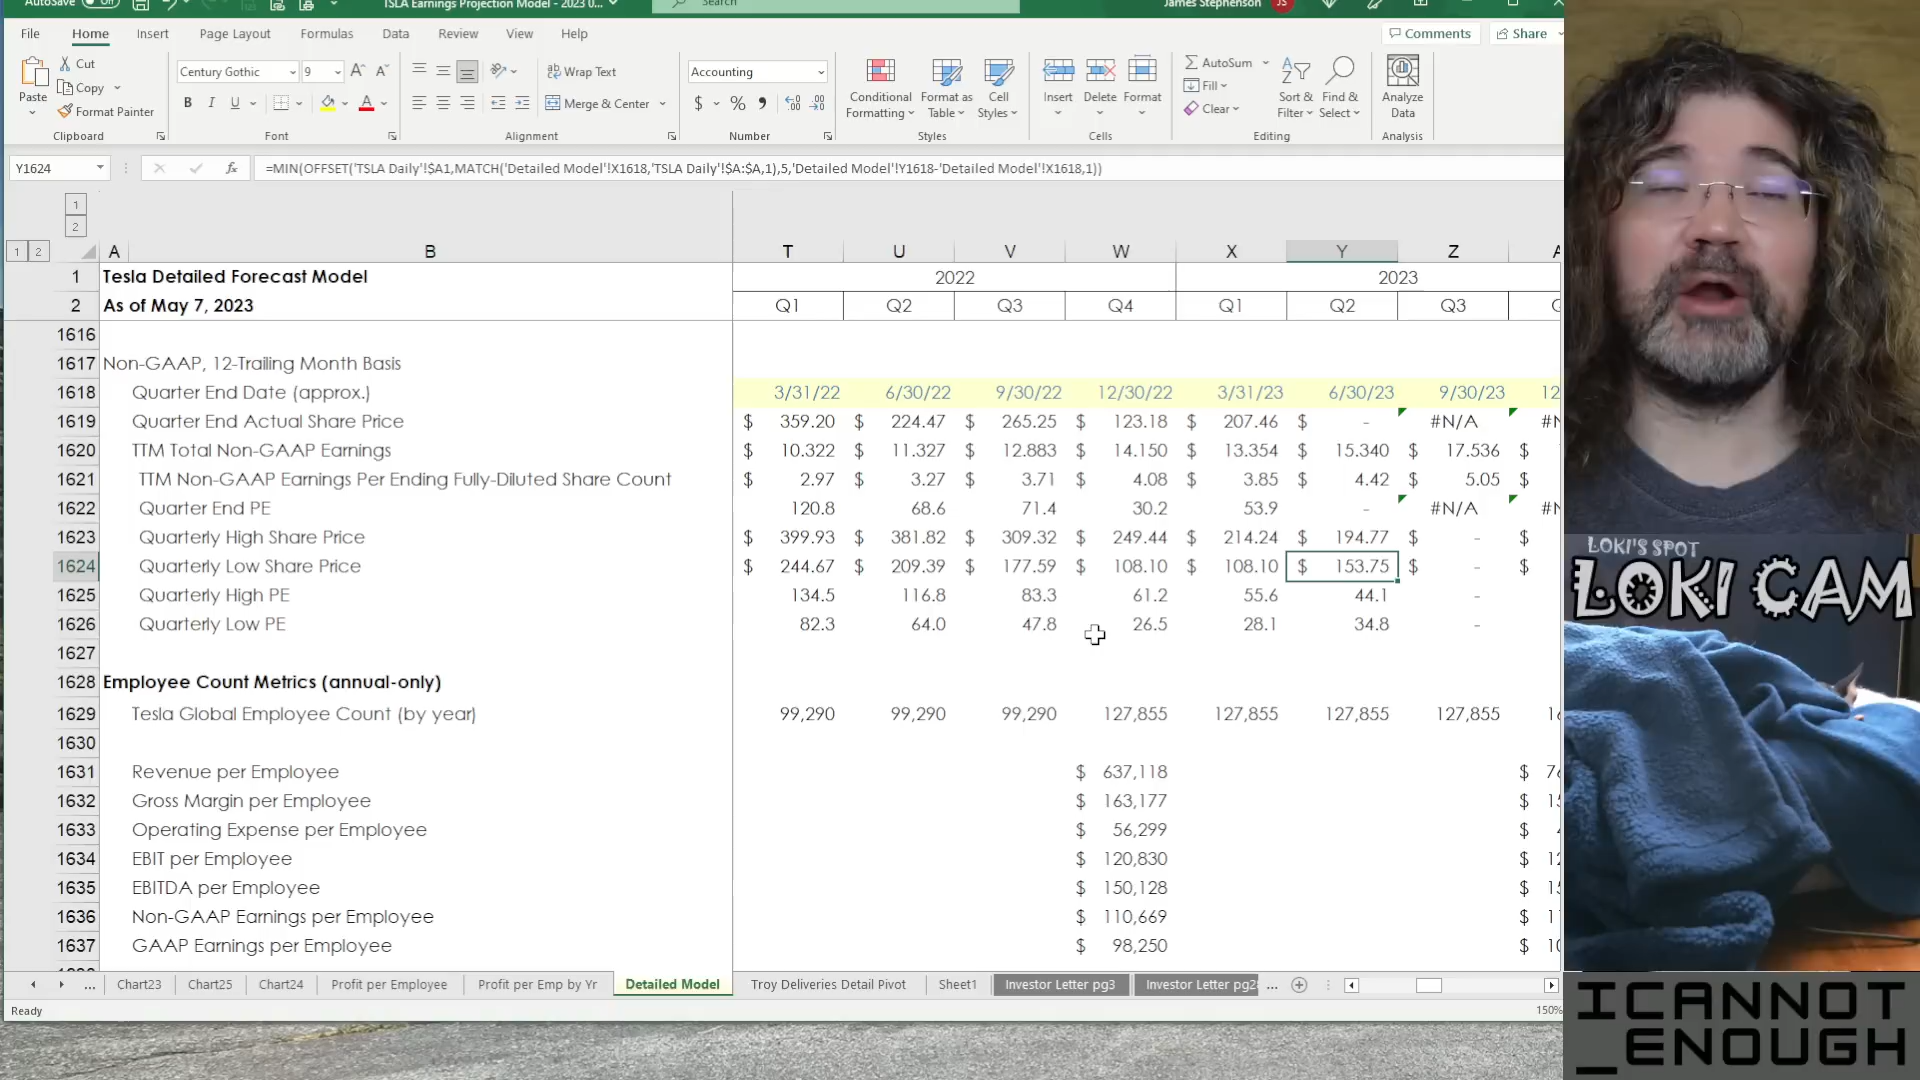 AutoSave Off TSLA Earnings Projection Model - 2023 0... Search James Stephenson JS
File Home Insert Page Layout Formulas Data Review View Help Comments Share
Cut
Copy
Format Painter
Paste
Century Gothic 9
B I U
Wrap Text
Merge & Center
Accounting
$ %
Conditional Formatting
Format as Table
Cell Styles
Insert Delete Format
AutoSum
Fill
Clear
Sort & Filter
Find & Select
Analyze Data
Clipboard Font Alignment Number Styles Cells Editing Analysis
Y1624 fx =MIN(OFFSET('TSLA Daily'!$A1,MATCH('Detailed Model'!X1618,'TSLA Daily'!$A:$A,1),5,'Detailed Model'!Y1618-'Detailed Model'!X1618,1))
1
2
1 2 A B T U V W X Y Z
1 Tesla Detailed Forecast Model 2022 2023
2 As of May 7, 2023 Q1 Q2 Q3 Q4 Q1 Q2 Q3
1616
1617 Non-GAAP, 12-Trailing Month Basis
1618 Quarter End Date (approx.) 3/31/22 6/30/22 9/30/22 12/30/22 3/31/23 6/30/23 9/30/23 12
1619 Quarter End Actual Share Price $ 359.20 $ 224.47 $ 265.25 $ 123.18 $ 207.46 $ - #N/A #N
1620 TTM Total Non-GAAP Earnings $ 10.322 $ 11.327 $ 12.883 $ 14.150 $ 13.354 $ 15.340 $ 17.536 $
1621 TTM Non-GAAP Earnings Per Ending Fully-Diluted Share Count $ 2.97 $ 3.27 $ 3.71 $ 4.08 $ 3.85 $ 4.42 $ 5.05 $
1622 Quarter End PE 120.8 68.6 71.4 30.2 53.9 - #N/A #N
1623 Quarterly High Share Price $ 399.93 $ 381.82 $ 309.32 $ 249.44 $ 214.24 $ 194.77 $ - $
1624 Quarterly Low Share Price $ 244.67 $ 209.39 $ 177.59 $ 108.10 $ 108.10 $ 153.75 $ - $
1625 Quarterly High PE 134.5 116.8 83.3 61.2 55.6 44.1 -
1626 Quarterly Low PE 82.3 64.0 47.8 26.5 28.1 34.8 -
1627
1628 Employee Count Metrics (annual-only)
1629 Tesla Global Employee Count (by year) 99,290 99,290 99,290 127,855 127,855 127,855 127,855
1630
1631 Revenue per Employee $ 637,118 $
1632 Gross Margin per Employee $ 163,177 $
1633 Operating Expense per Employee $ 56,299 $
1634 EBIT per Employee $ 120,830 $
1635 EBITDA per Employee $ 150,128 $
1636 Non-GAAP Earnings per Employee $ 110,669 $
1637 GAAP Earnings per Employee $ 98,250 $
... Chart23 Chart25 Chart24 Profit per Employee Profit per Emp by Yr Detailed Model Troy Deliveries Detail Pivot Sheet1 Investor Letter pg3 Investor Letter pg2 ...
Ready 150%
LOKI'S SPOT
LOKI CAM
ICANNOT
_ENOUGH